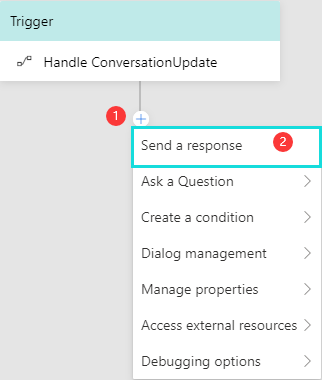 Trigger
Handle ConversationUpdate
1
Send a response
2
Ask a Question
Create a condition
Dialog management
Manage properties
Access external resources
Debugging options